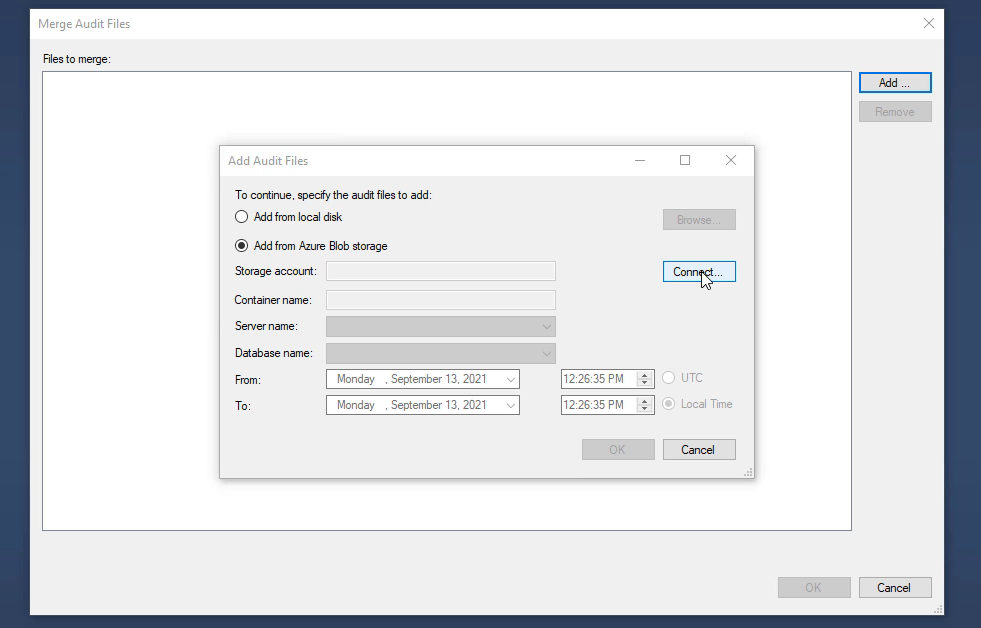 Merge Audit Files
Files to merge:
Add ...
Remove
Add Audit Files
To continue, specify the audit files to add:
Add from local disk
Browse...
Add from Azure Blob storage
Storage account:
Connect...
Container name:
Server name:
Database name:
From: Monday , September 13, 2021 12:26:35 PM UTC
To: Monday , September 13, 2021 12:26:35 PM Local Time
OK Cancel
OK Cancel